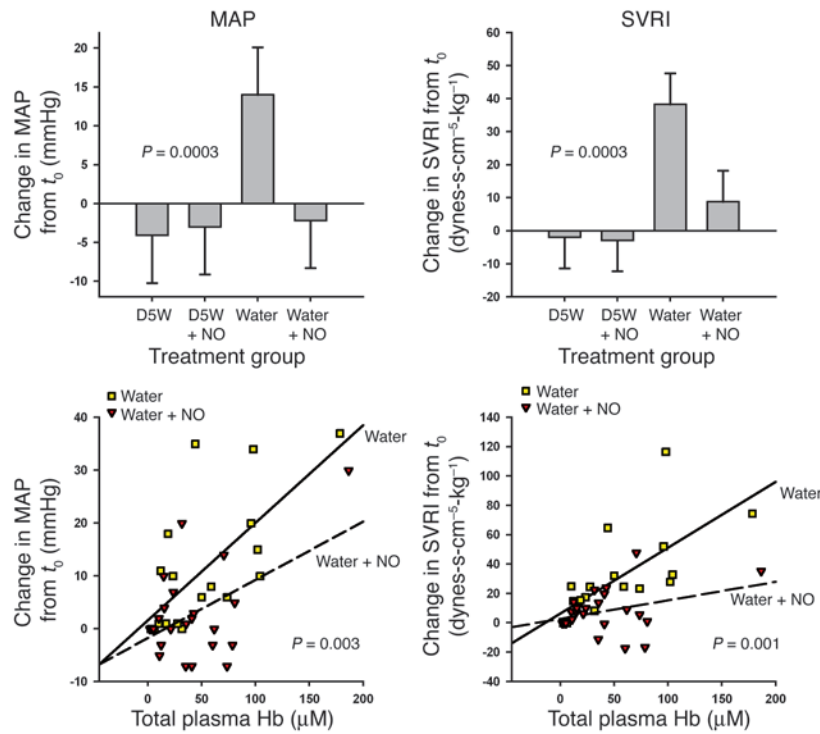 MAP
Change in MAP
from t₀ (mmHg)
20
15
10
5
0
-5
-10
P = 0.0003
D5W
D5W
+ NO
Water
Water
+ NO
Treatment group
SVRI
Change in SVRI from t₀
(dynes-s-cm⁻⁵-kg⁻¹)
60
50
40
30
20
10
0
-10
-20
P = 0.0003
D5W
D5W
+ NO
Water
Water
+ NO
Treatment group
Water
Water + NO
Change in MAP
from t₀ (mmHg)
40
30
20
10
0
-10
Water
Water + NO
P = 0.003
0
50
100
150
200
Total plasma Hb (μM)
Water
Water + NO
Change in SVRI from t₀
(dynes-s-cm⁻⁵-kg⁻¹)
140
120
100
80
60
40
20
0
-20
-40
Water
Water + NO
P = 0.001
0
50
100
150
200
Total plasma Hb (μM)